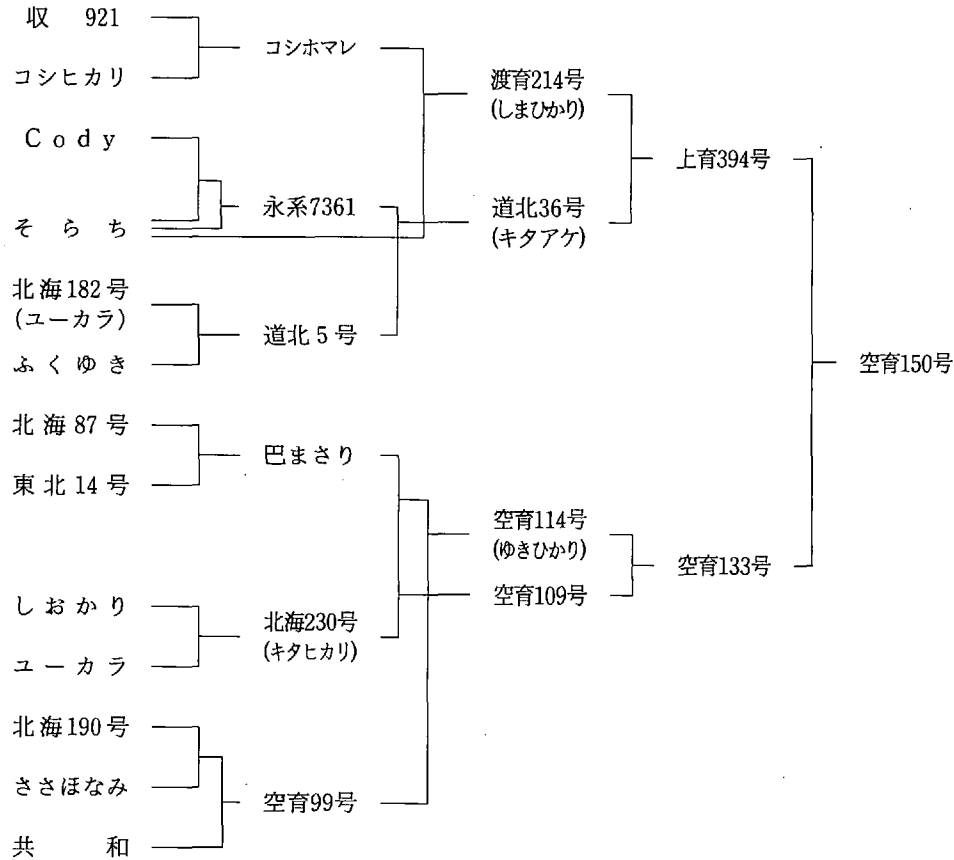 収 921
コシヒカリ
コシホマレ
Cody
そらち
永系7361
北海182号
(ユーカラ)
ふくゆき
道北5号
渡育214号
(しまひかり)
道北36号
(キタアケ)
上育394号
北海87号
東北14号
巴まさり
しおかり
ユーカラ
北海230号
(キタヒカリ)
北海190号
ささほなみ
共和
空育99号
空育114号
(ゆきひかり)
空育109号
空育133号
空育150号